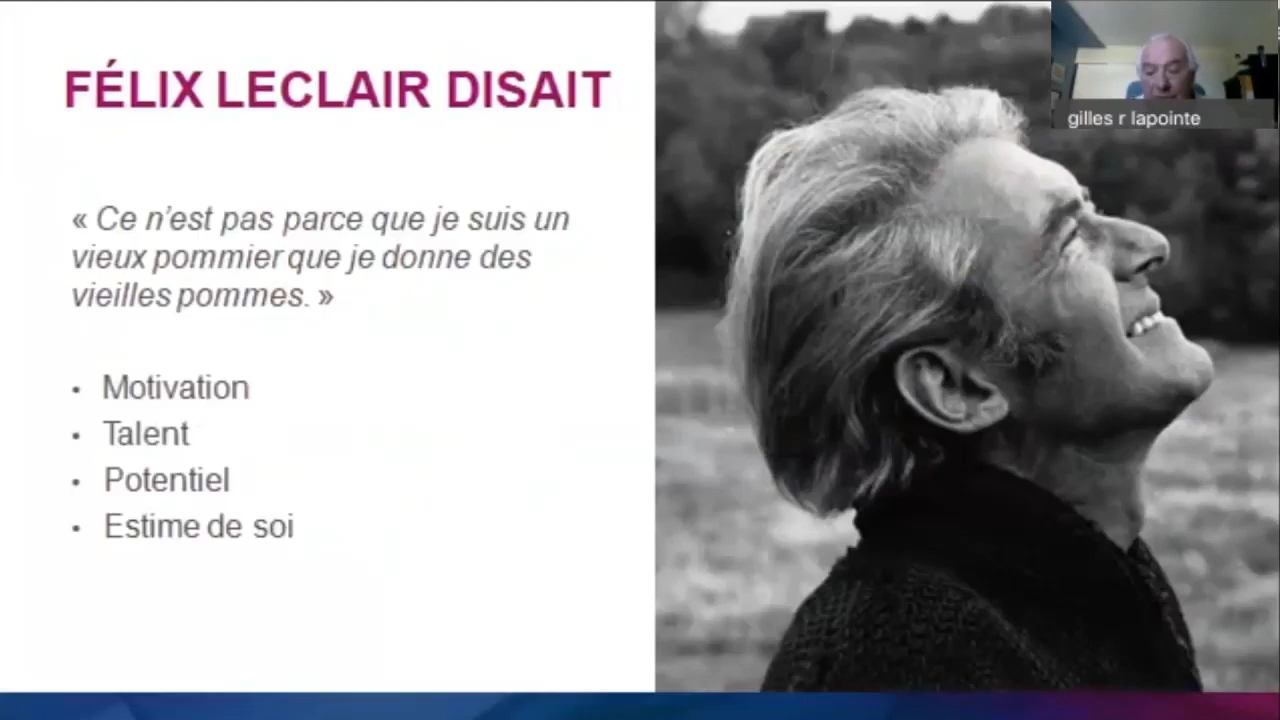 FÉLIX LECLAIR DISAIT
« Ce n’est pas parce que je suis un
vieux pommier que je donne des
vieilles pommes. »
• Motivation
• Talent
• Potentiel
• Estime de soi
gilles r lapointe